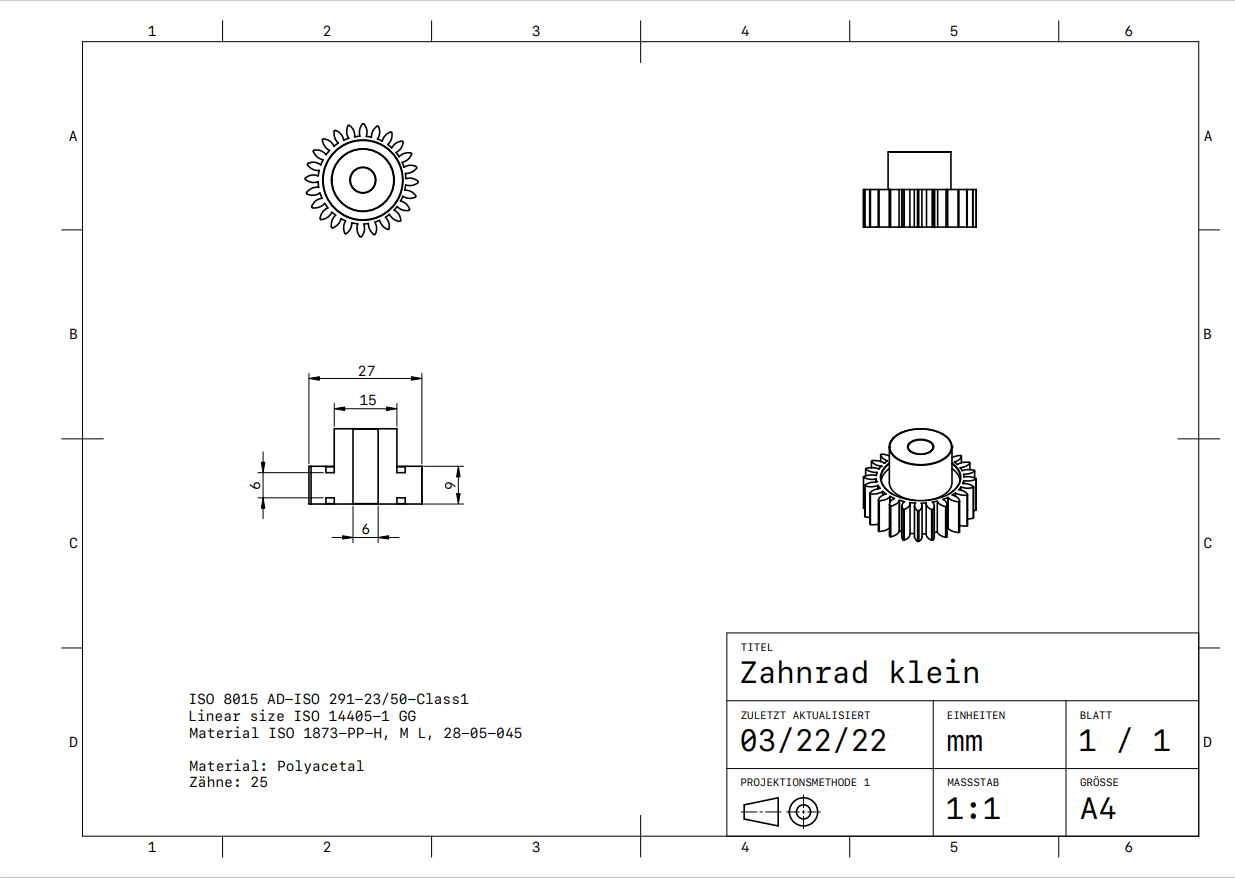 1 2 3 4 5 6
A A
B B
27
15
6 9
6
C C
TITEL
Zahnrad klein
ZULETZT AKTUALISIERT EINHEITEN BLATT
03/22/22 mm 1 / 1
PROJEKTIONSMETHODE 1 MASSSTAB GRÖSSE
1:1 A4
ISO 8015 AD-ISO 291-23/50-Class1
Linear size ISO 14405-1 GG
Material ISO 1873-PP-H, M L, 28-05-045
Material: Polyacetal
Zähne: 25
D D
1 2 3 4 5 6